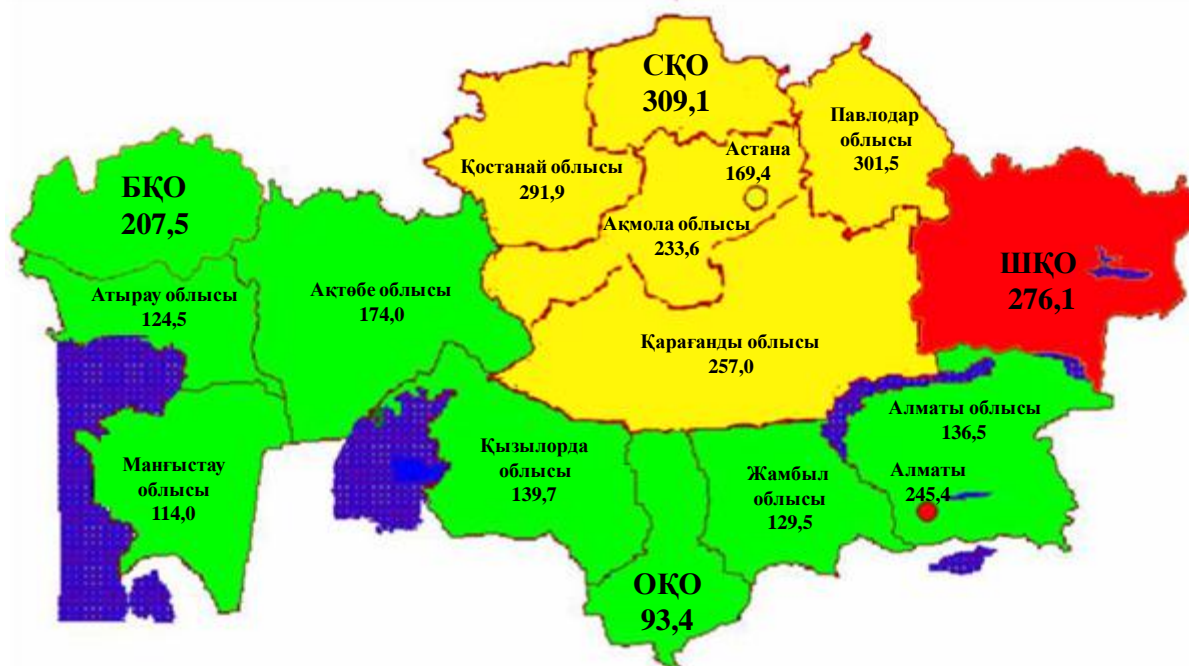 СҚО
309,1
Павлодар
облысы
301,5
Қостанай облысы
291,9
Астана
169,4
Ақмола облысы
233,6
БҚО
207,5
Атырау облысы
124,5
Ақтөбе облысы
174,0
ШҚО
276,1
Қарағанды облысы
257,0
Алматы облысы
136,5
Алматы
245,4
Манғыстау
облысы
114,0
Қызылорда
облысы
139,7
Жамбыл
облысы
129,5
ОҚО
93,4